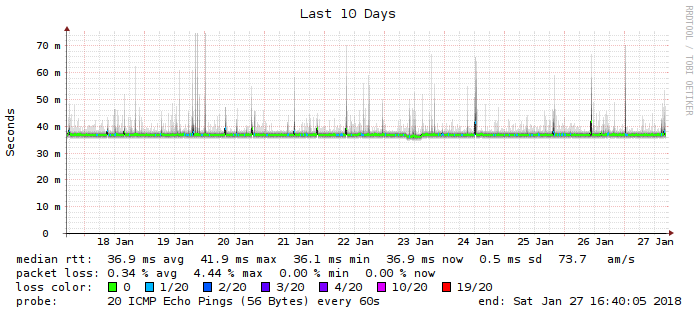 Last 10 Days
RRDTOOL / TOBI OETIKER
Seconds
70 m
60 m
50 m
40 m
30 m
20 m
10 m
0
18 Jan 19 Jan 20 Jan 21 Jan 22 Jan 23 Jan 24 Jan 25 Jan 26 Jan 27 Jan
median rtt: 36.9 ms avg 41.9 ms max 36.1 ms min 36.9 ms now 0.5 ms sd 73.7 am/s
packet loss: 0.34 % avg 4.44 % max 0.00 % min 0.00 % now
loss color: 0 1/20 2/20 3/20 4/20 10/20 19/20
probe: 20 ICMP Echo Pings (56 Bytes) every 60s end: Sat Jan 27 16:40:05 2018